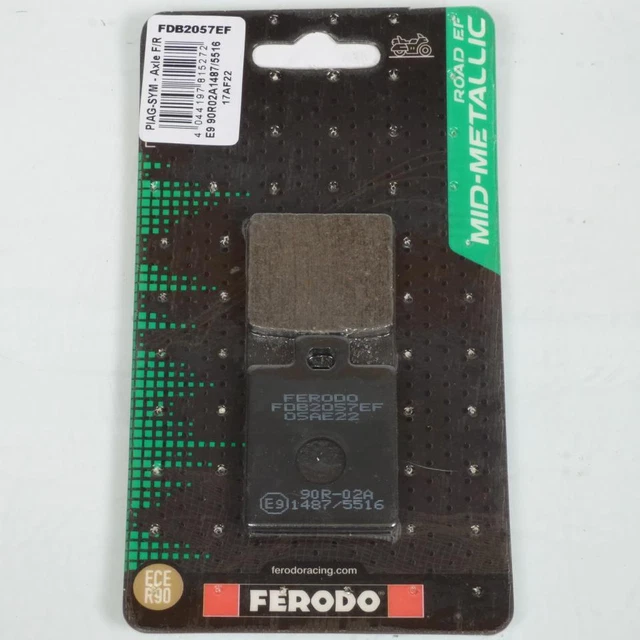 FDB2057EF
PIAG-SYM - Axle F/R
4 044197 815272
E9 90R02A1487/5516
17AF22
ROAD EF
MID-METALLIC
FERODO
FDB2057EF
05AE22
90R-02A
E9 1487/5516
ferodoracing.com
ECE
R90
FERODO